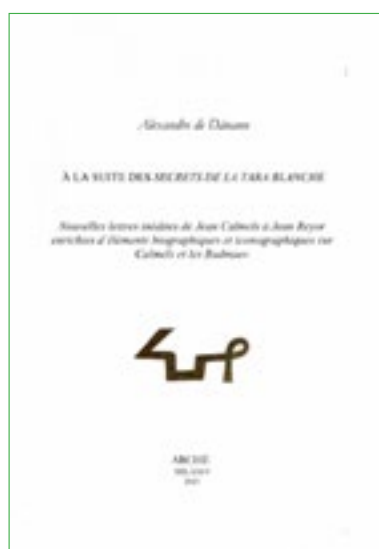 Alexandre de Dánann
À LA SUITE DES SECRETS DE LA TARA BLANCHE
Nouvelles lettres inédites de Jean Calmels à Jean Reyor
enrichies d'éléments biographiques et iconographiques sur
Calmels et les
ARCHÈ
MILANO